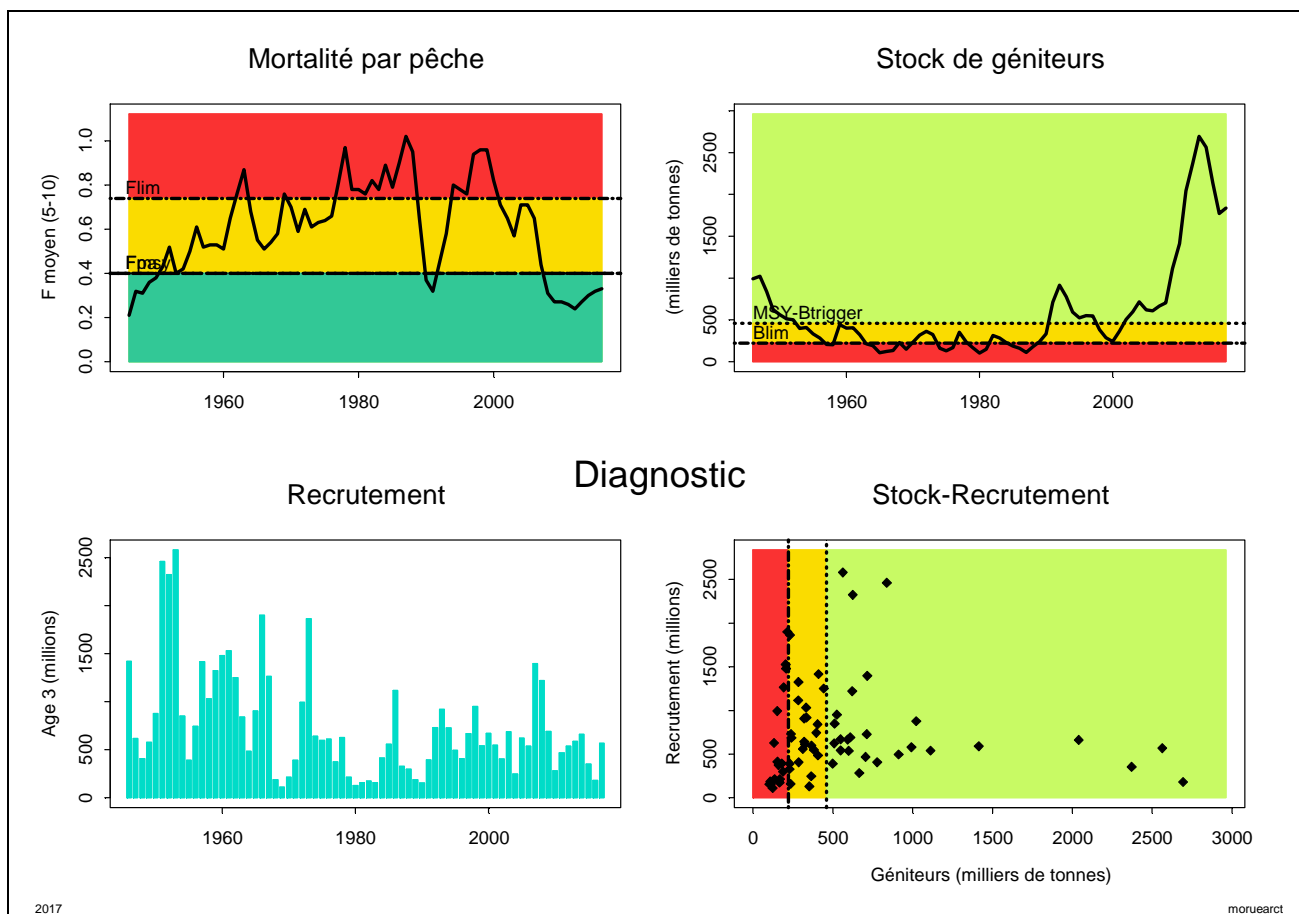 Mortalité par pêche
F moyen (5-10)
0.0 0.2 0.4 0.6 0.8 1.0
Flim
Fpa
Fmsy
1960 1980 2000
Stock de géniteurs
(milliers de tonnes)
0 500 1500 2500
MSY-Btrigger
Blim
1960 1980 2000
Diagnostic
Recrutement
Age 3 (millions)
0 500 1500 2500
1960 1980 2000
Stock-Recrutement
Recrutement (millions)
0 500 1500 2500
0 500 1000 1500 2000 2500 3000
Géniteurs (milliers de tonnes)
2017
moruearct